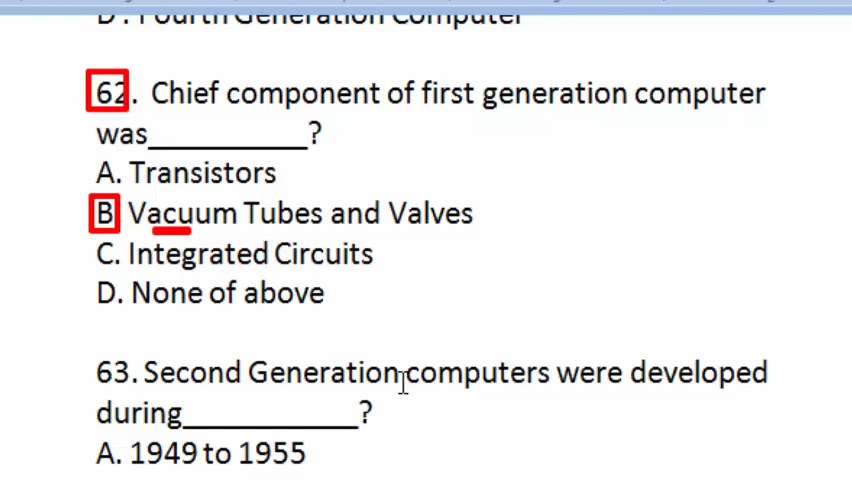 D. Fourth Generation Computer
62. Chief component of first generation computer
was__________?
A. Transistors
B Vacuum Tubes and Valves
C. Integrated Circuits
D. None of above
63. Second Generation computers were developed
during____________?
A. 1949 to 1955